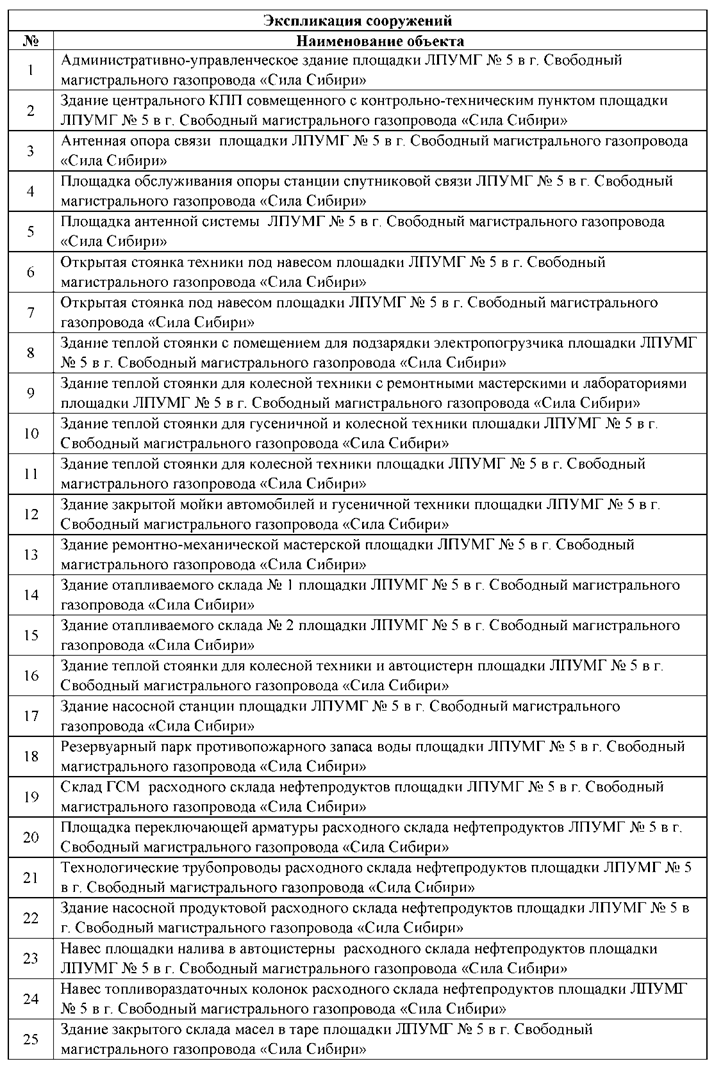 Экспликация сооружений
№ Наименование объекта
1 Административно-управленческое здание площадки ЛПУМГ № 5 в г. Свободный
магистрального газопровода «Сила Сибири»
2 Здание центрального КПП совмещенного с контрольно-техническим пунктом площадки
ЛПУМГ № 5 в г. Свободный магистрального газопровода «Сила Сибири»
3 Антенная опора связи площадки ЛПУМГ № 5 в г. Свободный магистрального газопровода
«Сила Сибири»
4 Площадка обслуживания опоры станции спутниковой связи ЛПУМГ № 5 в г. Свободный
магистрального газопровода «Сила Сибири»
5 Площадка антенной системы ЛПУМГ № 5 в г. Свободный магистрального газопровода
«Сила Сибири»
6 Открытая стоянка техники под навесом площадки ЛПУМГ № 5 в г. Свободный
магистрального газопровода «Сила Сибири»
7 Открытая стоянка под навесом площадки ЛПУМГ № 5 в г. Свободный магистрального
газопровода «Сила Сибири»
8 Здание теплой стоянки с помещением для подзарядки электропогрузчика площадки ЛПУМГ
№ 5 в г. Свободный магистрального газопровода «Сила Сибири»
9 Здание теплой стоянки для колесной техники с ремонтными мастерскими и лабораториями
площадки ЛПУМГ № 5 в г. Свободный магистрального газопровода «Сила Сибири»
10 Здание теплой стоянки для гусеничной и колесной техники площадки ЛПУМГ № 5 в г.
Свободный магистрального газопровода «Сила Сибири»
11 Здание теплой стоянки для колесной техники площадки ЛПУМГ № 5 в г. Свободный
магистрального газопровода «Сила Сибири»
12 Здание закрытой мойки автомобилей и гусеничной техники площадки ЛПУМГ № 5 в г.
Свободный магистрального газопровода «Сила Сибири»
13 Здание ремонтно-механической мастерской площадки ЛПУМГ № 5 в г. Свободный
магистрального газопровода «Сила Сибири»
14 Здание отапливаемого склада № 1 площадки ЛПУМГ № 5 в г. Свободный магистрального
газопровода «Сила Сибири»
15 Здание отапливаемого склада № 2 площадки ЛПУМГ № 5 в г. Свободный магистрального
газопровода «Сила Сибири»
16 Здание теплой стоянки для колесной техники и автоцистерн площадки ЛПУМГ № 5 в г.
Свободный магистрального газопровода «Сила Сибири»
17 Здание насосной станции площадки ЛПУМГ № 5 в г. Свободный магистрального
газопровода «Сила Сибири»
18 Резервуарный парк противопожарного запаса воды площадки ЛПУМГ № 5 в г. Свободный
магистрального газопровода «Сила Сибири»
19 Склад ГСМ расходного склада нефтепродуктов площадки ЛПУМГ № 5 в г. Свободный
магистрального газопровода «Сила Сибири»
20 Площадка переключающей арматуры расходного склада нефтепродуктов ЛПУМГ № 5 в г.
Свободный магистрального газопровода «Сила Сибири»
21 Технологические трубопроводы расходного склада нефтепродуктов площадки ЛПУМГ № 5
в г. Свободный магистрального газопровода «Сила Сибири»
22 Здание насосной продуктовой расходного склада нефтепродуктов площадки ЛПУМГ № 5 в
г. Свободный магистрального газопровода «Сила Сибири»
23 Навес площадки налива в автоцистерны расходного склада нефтепродуктов площадки
ЛПУМГ № 5 в г. Свободный магистрального газопровода «Сила Сибири»
24 Навес топливораздаточных колонок расходного склада нефтепродуктов площадки ЛПУМГ
№ 5 в г. Свободный магистрального газопровода «Сила Сибири»
25 Здание закрытого склада масел в таре площадки ЛПУМГ № 5 в г. Свободный
магистрального газопровода «Сила Сибири»